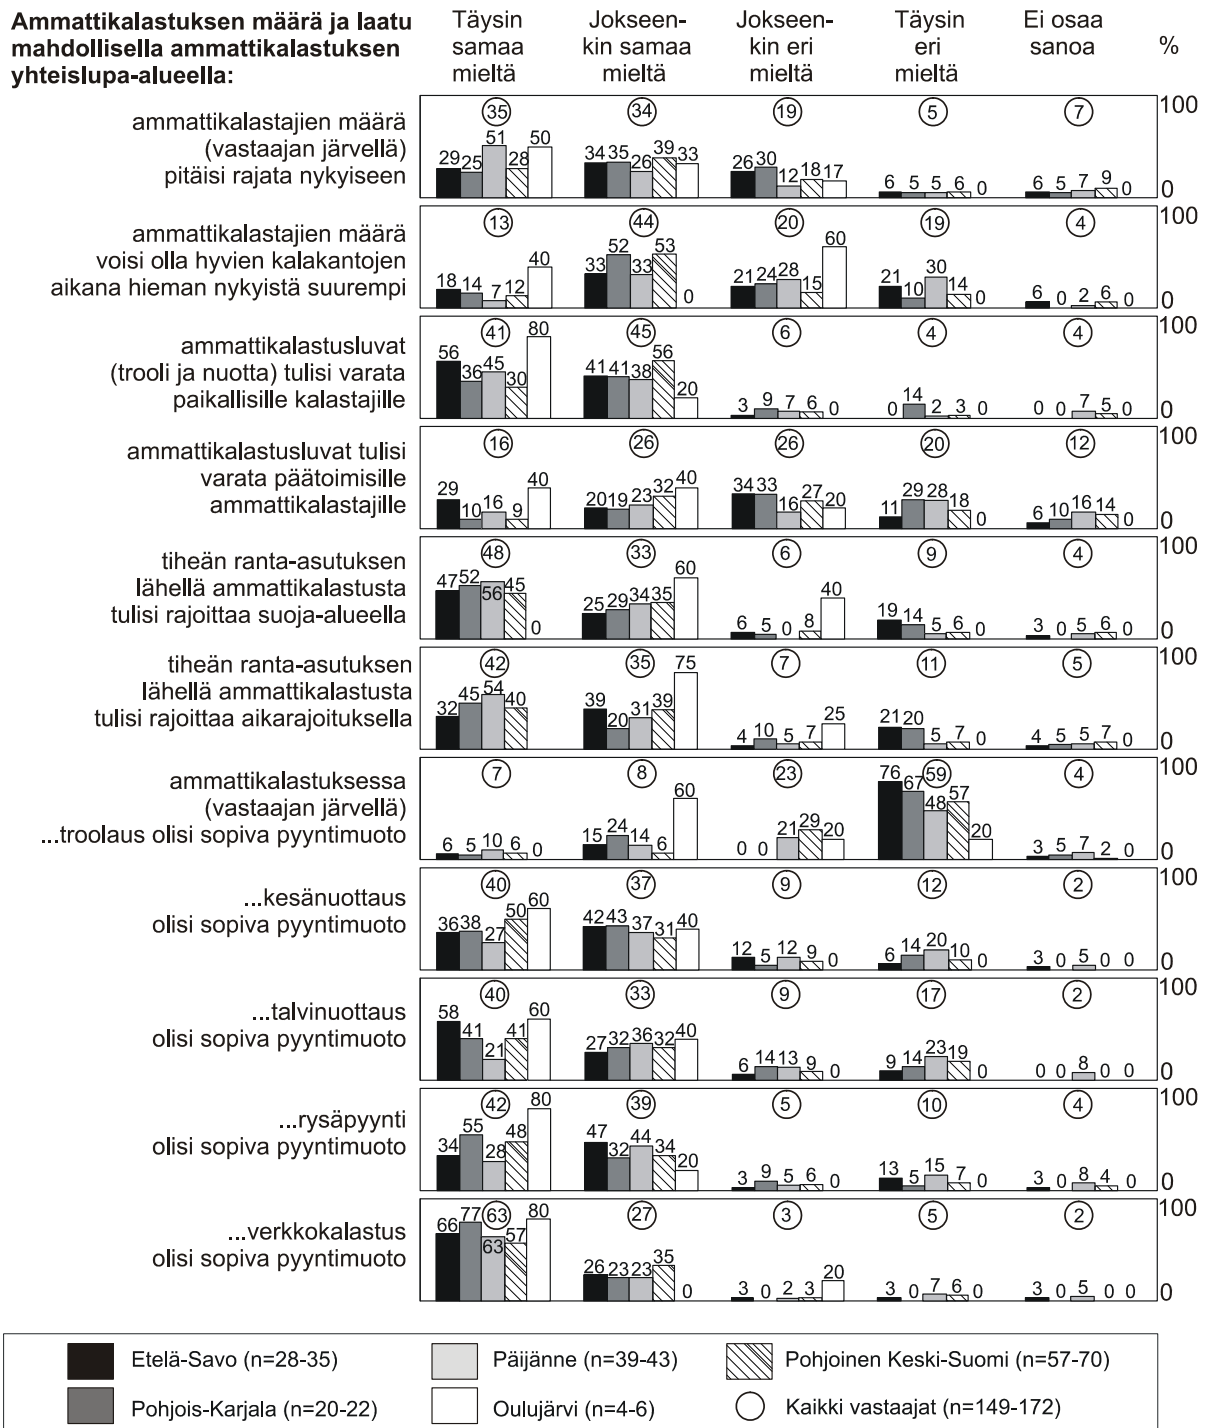 Ammattikalastuksen määrä ja laatu
mahdollisella ammattikalastuksen
yhteislupa-alueella:
Täysin
samaa
mieltä
Jokseen-
kin samaa
mieltä
Jokseen-
kin eri
mieltä
Täysin
eri
mieltä
Ei osaa
sanoa
%
ammattikalastajien määrä
(vastaajan järvellä)
pitäisi rajata nykyiseen
35 34 19 5 7
29 25 51 28 50
34 35 26 39 33
26 30 12 18 17
6 5 5 6 0
6 5 7 9 0
100
0
ammattikalastajien määrä
voisi olla hyvien kalakantojen
aikana hieman nykyistä suurempi
13 44 20 19 4
18 14 7 12 40
33 52 33 53 0
21 24 28 15 60
21 10 30 14 0
6 0 2 6 0
100
0
ammattikalastusluvat
(trooli ja nuotta) tulisi varata
paikallisille kalastajille
41 45 6 4 4
56 36 45 30 80
41 41 38 56 20
3 9 7 6 0
0 14 2 3 0
0 0 7 5 0
100
0
ammattikalastusluvat tulisi
varata päätoimisille
ammattikalastajille
16 26 26 20 12
29 10 16 9 40
20 19 23 32 40
34 33 16 27 20
11 29 28 18 0
6 10 16 14 0
100
0
tiheän ranta-asutuksen
lähellä ammattikalastusta
tulisi rajoittaa suoja-alueella
48 33 6 9 4
47 52 56 45 0
25 29 34 35 60
6 5 0 8 40
19 14 5 6 0
3 0 5 6 0
100
0
tiheän ranta-asutuksen
lähellä ammattikalastusta
tulisi rajoittaa aikarajoituksella
42 35 7 11 5
32 45 54 40
39 20 31 39 75
4 10 5 7 25
21 20 5 7 0
4 5 5 7 0
100
0
ammattikalastuksessa
(vastaajan järvellä)
...troolaus olisi sopiva pyyntimuoto
7 8 23 59 4
6 5 10 6 0
15 24 14 6 60
0 0 21 29 20
76 67 48 57 20
3 5 7 2 0
100
0
...kesänuottaus
olisi sopiva pyyntimuoto
40 37 9 12 2
36 38 27 50 60
42 43 37 31 40
12 5 12 9 0
6 14 20 10 0
3 0 5 0 0
100
0
...talvinuottaus
olisi sopiva pyyntimuoto
40 33 9 17 2
58 41 21 41 60
27 32 36 32 40
6 14 13 9 0
9 14 23 19 0
0 0 8 0 0
100
0
...rysäpyynti
olisi sopiva pyyntimuoto
42 39 5 10 4
34 55 28 48 80
47 32 44 34 20
3 9 5 6 0
13 5 15 7 0
3 0 8 4 0
100
0
...verkkokalastus
olisi sopiva pyyntimuoto
63 27 3 5 2
66 77 63 57 80
26 23 23 35 0
3 0 2 3 20
3 0 7 6 0
3 0 5 0 0
100
0
Etelä-Savo (n=28-35)
Päijänne (n=39-43)
Pohjoinen Keski-Suomi (n=57-70)
Pohjois-Karjala (n=20-22)
Oulujärvi (n=4-6)
Kaikki vastaajat (n=149-172)